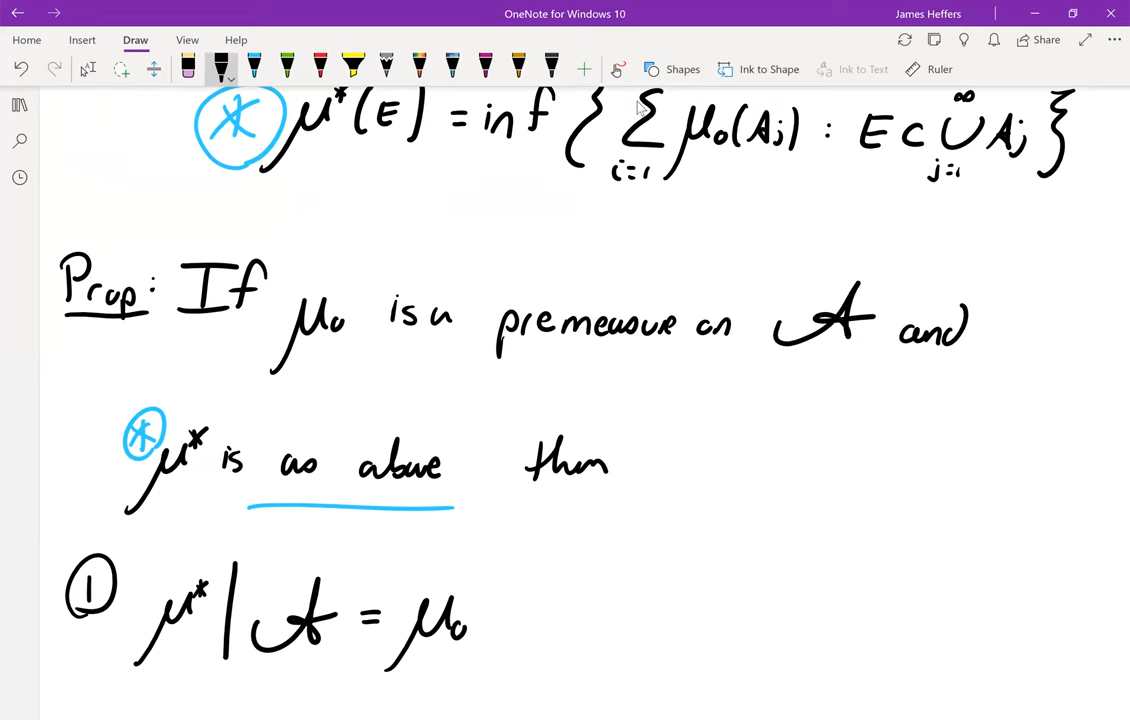 OneNote for Windows 10
James Heffers
Home Insert Draw View Help
Share
Shapes Ink to Shape Ink to Text Ruler
* μ*(E) = inf { ∑ i=1 μ₀(Aj) : E ⊂ ∞ ⋃ j=1 Aj }
Prop: If μ₀ is a premeasure on 𝒜 and
* μ* is as above then
① μ* | 𝒜 = μ₀